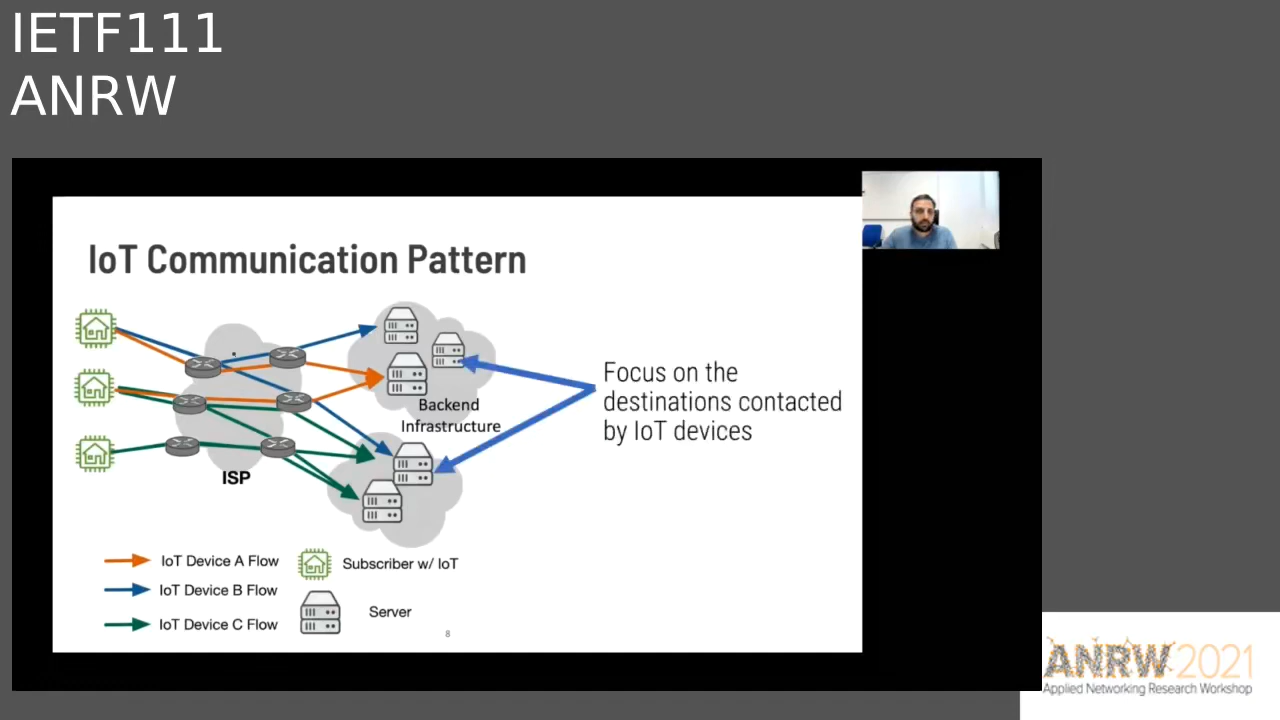 IETF111
ANRW
IoT Communication Pattern
Focus on the
destinations contacted
by IoT devices
Backend
Infrastructure
ISP
IoT Device A Flow
Subscriber w/ IoT
IoT Device B Flow
Server
IoT Device C Flow
8
ANRW2021
Applied Networking Research Workshop